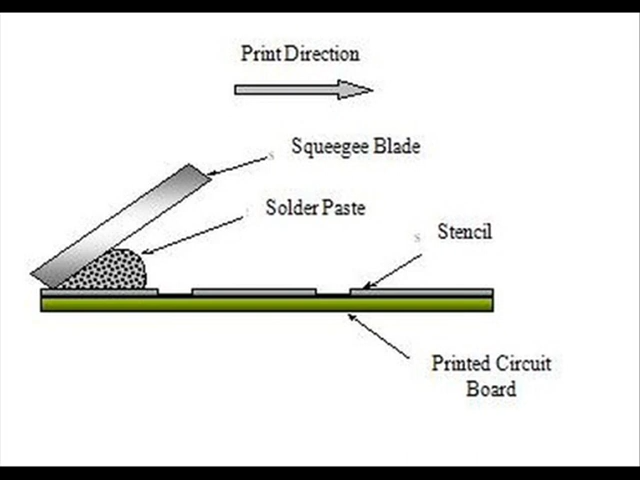 Print Direction
Squeegee Blade
Solder Paste
Stencil
Printed Circuit
Board